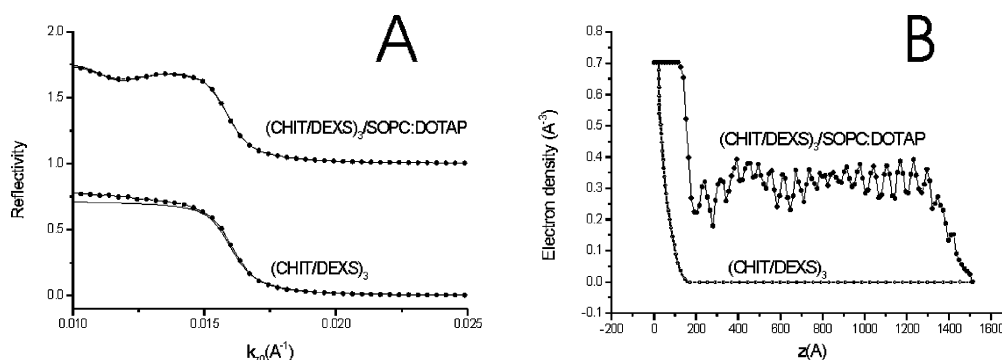 A
2.0
1.5
1.0
0.5
0.0
Reflectivity
(CHIT/DEXS)3/SOPC:DOTAP
(CHIT/DEXS)3
0.010
0.015
0.020
0.025
kz0(A-1)
B
0.8
0.7
0.6
0.5
0.4
0.3
0.2
0.1
0.0
-0.1
Electron density (A-3)
(CHIT/DEXS)3/SOPC:DOTAP
(CHIT/DEXS)3
-200
0
200
400
600
800
1000
1200
1400
1600
z(A)